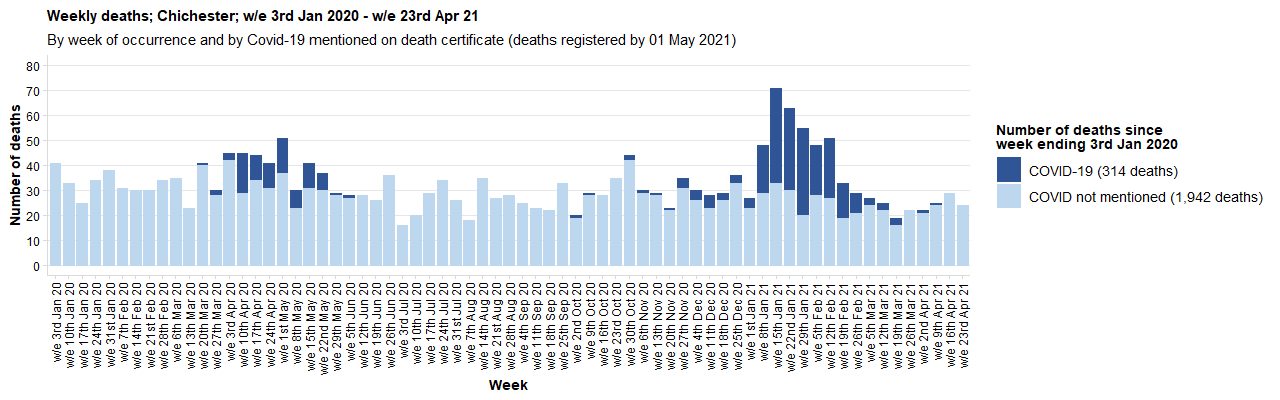 Weekly deaths; Chichester; w/e 3rd Jan 2020 - w/e 23rd Apr 21
By week of occurrence and by Covid-19 mentioned on death certificate (deaths registered by 01 May 2021)
Number of deaths
80
70
60
50
40
30
20
10
0
w/e 3rd Jan 20
w/e 10th Jan 20
w/e 17th Jan 20
w/e 24th Jan 20
w/e 31st Jan 20
w/e 7th Feb 20
w/e 14th Feb 20
w/e 21st Feb 20
w/e 28th Feb 20
w/e 6th Mar 20
w/e 13th Mar 20
w/e 20th Mar 20
w/e 27th Mar 20
w/e 3rd Apr 20
w/e 10th Apr 20
w/e 17th Apr 20
w/e 24th Apr 20
w/e 1st May 20
w/e 8th May 20
w/e 15th May 20
w/e 22nd May 20
w/e 29th May 20
w/e 5th Jun 20
w/e 12th Jun 20
w/e 19th Jun 20
w/e 26th Jun 20
w/e 3rd Jul 20
w/e 10th Jul 20
w/e 17th Jul 20
w/e 24th Jul 20
w/e 31st Jul 20
w/e 7th Aug 20
w/e 14th Aug 20
w/e 21st Aug 20
w/e 28th Aug 20
w/e 4th Sep 20
w/e 11th Sep 20
w/e 18th Sep 20
w/e 25th Sep 20
w/e 2nd Oct 20
w/e 9th Oct 20
w/e 16th Oct 20
w/e 23rd Oct 20
w/e 30th Oct 20
w/e 6th Nov 20
w/e 13th Nov 20
w/e 20th Nov 20
w/e 27th Nov 20
w/e 4th Dec 20
w/e 11th Dec 20
w/e 18th Dec 20
w/e 25th Dec 20
w/e 1st Jan 21
w/e 8th Jan 21
w/e 15th Jan 21
w/e 22nd Jan 21
w/e 29th Jan 21
w/e 5th Feb 21
w/e 12th Feb 21
w/e 19th Feb 21
w/e 26th Feb 21
w/e 5th Mar 21
w/e 12th Mar 21
w/e 19th Mar 21
w/e 26th Mar 21
w/e 2nd Apr 21
w/e 9th Apr 21
w/e 16th Apr 21
w/e 23rd Apr 21
Week
Number of deaths since
week ending 3rd Jan 2020
COVID-19 (314 deaths)
COVID not mentioned (1,942 deaths)